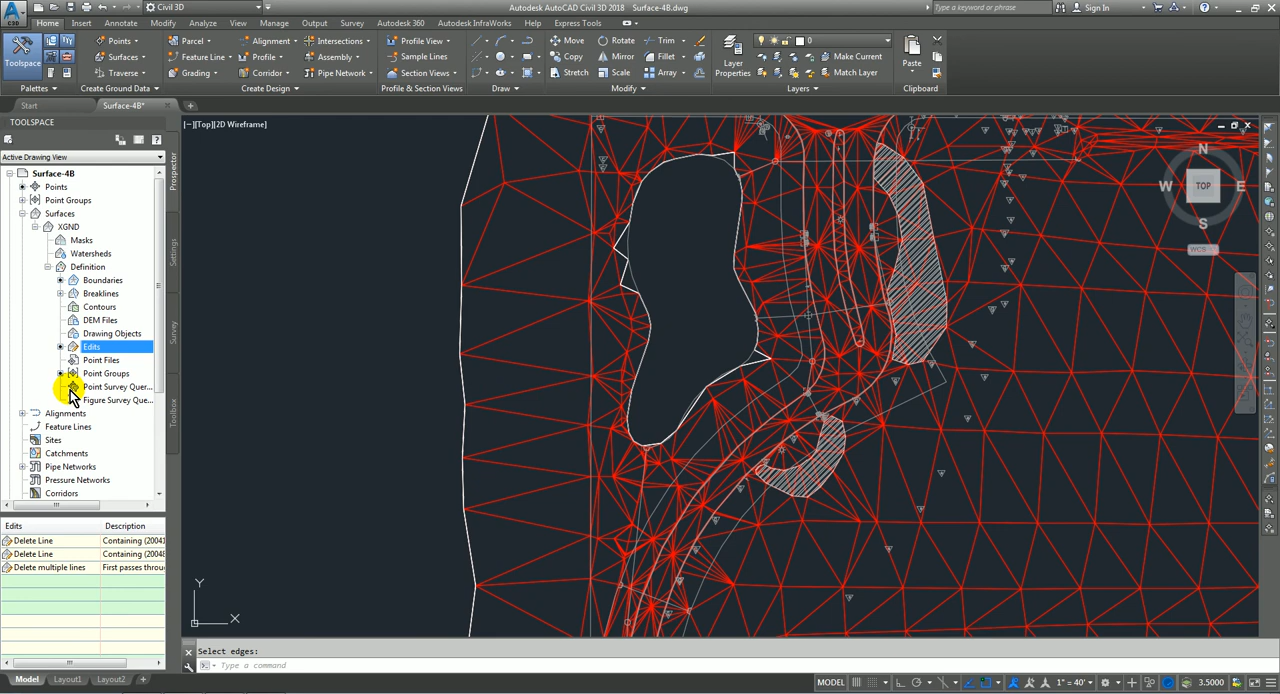 C3D
Civil 3D
Autodesk AutoCAD Civil 3D 2018 Surface-4B.dwg
Type a keyword or phrase
Sign In
Home Insert Annotate Modify Analyze View Manage Output Survey Autodesk 360 Autodesk InfraWorks Help Express Tools
Toolspace
Points
Surfaces
Traverse
Parcel
Feature Line
Grading
Alignment
Profile
Corridor
Intersections
Assembly
Pipe Network
Profile View
Sample Lines
Section Views
Move
Copy
Stretch
Rotate
Mirror
Scale
Trim
Fillet
Array
Layer
Properties
0
Make Current
Match Layer
Paste
Palettes Create Ground Data Create Design Profile & Section Views Draw Modify Layers Clipboard
Start Surface-4B*
TOOLSPACE
Active Drawing View
Surface-4B
Points
Point Groups
Surfaces
XGND
Masks
Watersheds
Definition
Boundaries
Breaklines
Contours
DEM Files
Drawing Objects
Edits
Point Files
Point Groups
Point Survey Quer...
Figure Survey Que...
Alignments
Feature Lines
Sites
Catchments
Pipe Networks
Pressure Networks
Corridors
Prospector
Settings
Survey
Toolbox
Edits Description
Delete Line Containing (20041
Delete Line Containing (20048
Delete multiple lines First passes throu
[−][Top][2D Wireframe]
N
W TOP E
S
WCS
Y
X
Select edges:
Type a command
Model Layout1 Layout2
MODEL 1" = 40' 3.5000